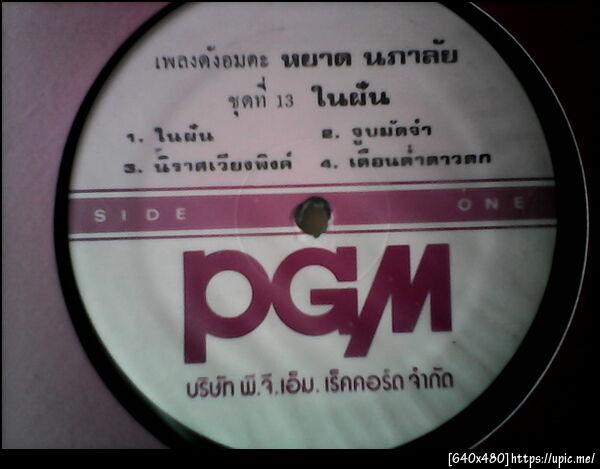 เพลงดังอมตะ หยาด นภาลัย
ชุดที่ 13 ในฝัน
1. ในฝัน 2. จูบมัดจำ
3. นิราศเวียงพิงค์ 4. เดือนต่ำดาวตก
SIDE ONE
PGM
บริษัท พี.จี.เอ็ม. เร็คคอร์ด จำกัด
[640x480]https://upic.me/